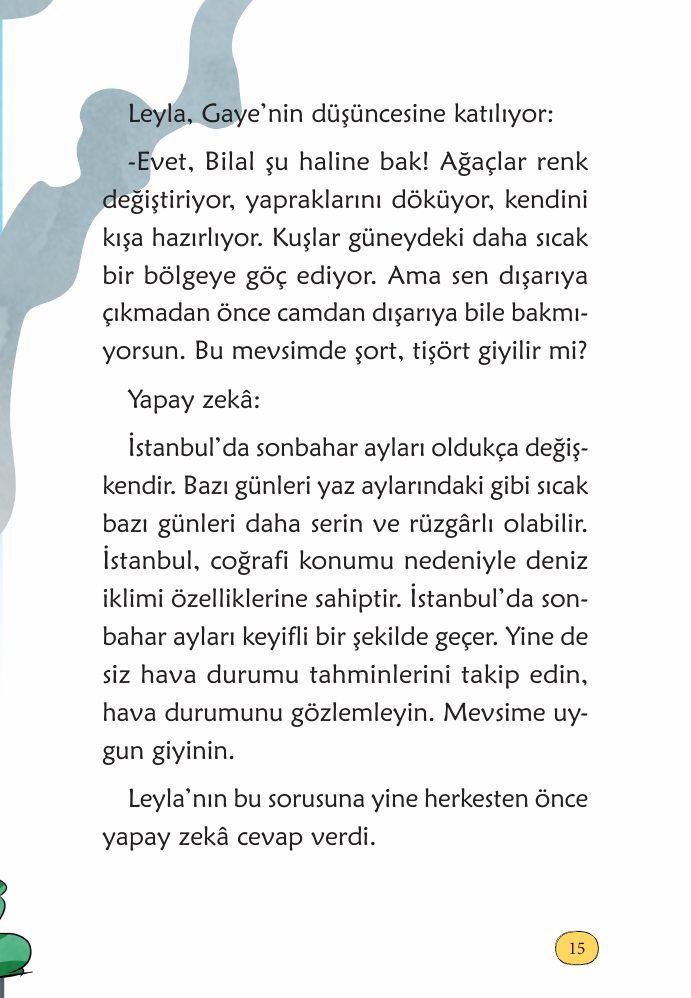 Leyla, Gaye’nin düşüncesine katılıyor:
-Evet, Bilal şu haline bak! Ağaçlar renk
değiştiriyor, yapraklarını döküyor, kendini
kışa hazırlıyor. Kuşlar güneydeki daha sıcak
bir bölgeye göç ediyor. Ama sen dışarıya
çıkmadan önce camdan dışarıya bile bakmı-
yorsun. Bu mevsimde şort, tişört giyilir mi?
Yapay zekâ:
İstanbul’da sonbahar ayları oldukça değiş-
kendir. Bazı günleri yaz aylarındaki gibi sıcak
bazı günleri daha serin ve rüzgârlı olabilir.
İstanbul, coğrafi konumu nedeniyle deniz
iklimi özelliklerine sahiptir. İstanbul’da son-
bahar ayları keyifli bir şekilde geçer. Yine de
siz hava durumu tahminlerini takip edin,
hava durumunu gözlemleyin. Mevsime uy-
gun giyinin.
Leyla’nın bu sorusuna yine herkesten önce
yapay zekâ cevap verdi.
15